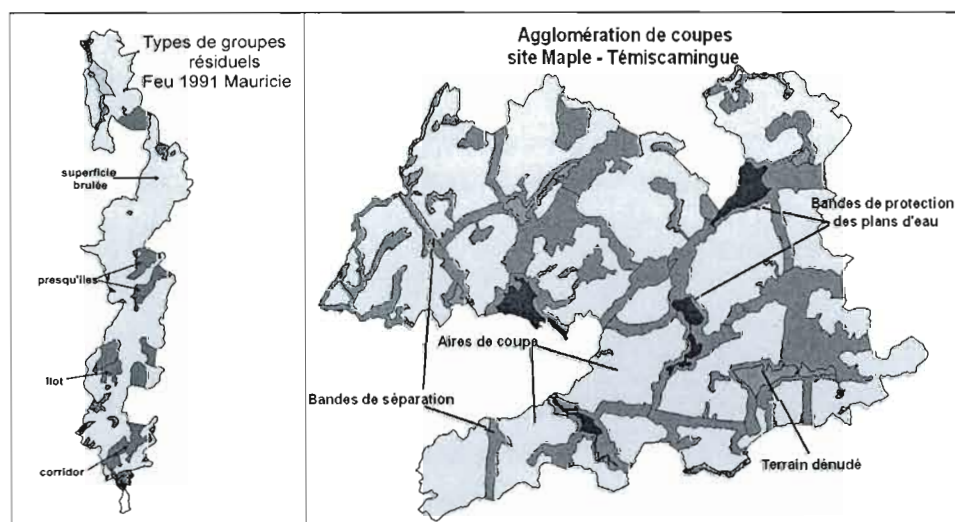 Types de groupes
résiduels
Feu 1991 Mauricie
superficie
brulée
presqu'iles
îlot
corridor
Agglomération de coupes
site Maple - Témiscamingue
Bandes de protection
des plans d'eau
Aires de coupe
Bandes de séparation
Terrain dénudé